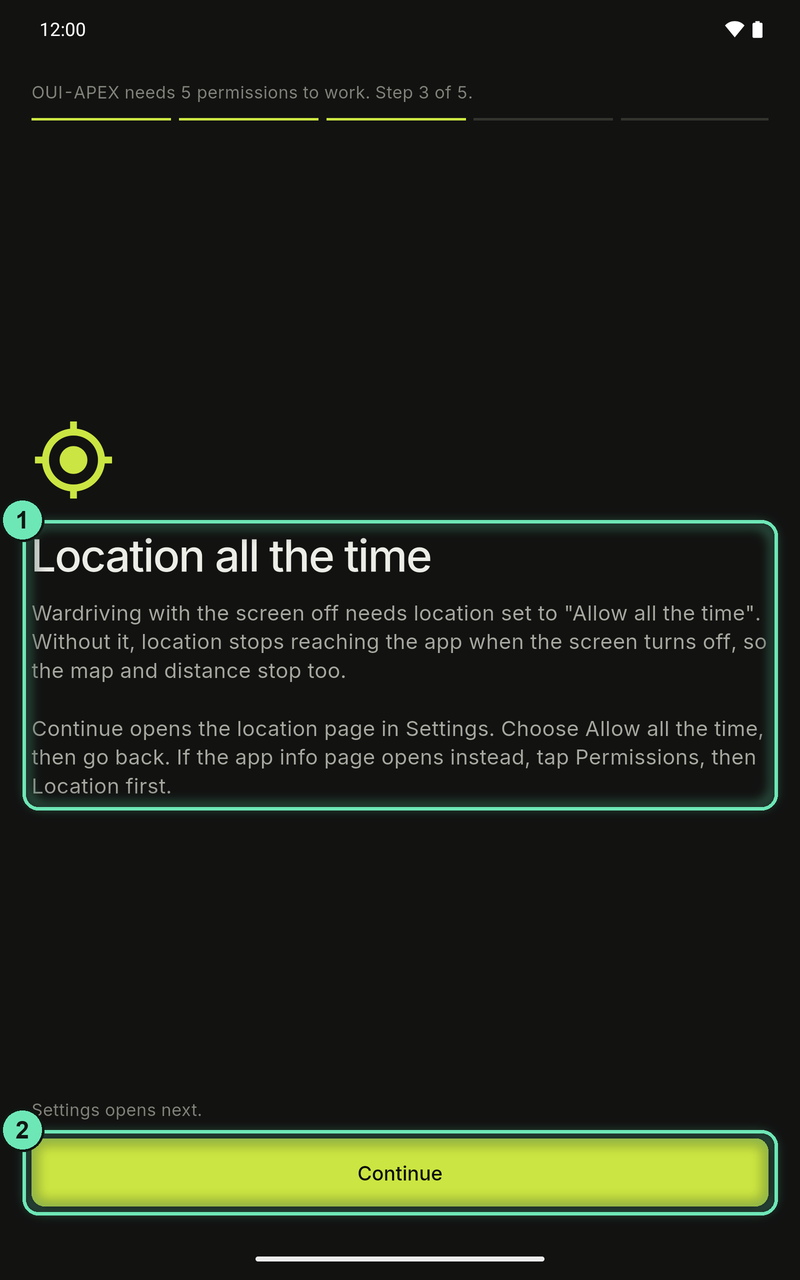 12:00
OUI-APEX needs 5 permissions to work. Step 3 of 5.
1
Location all the time
Wardriving with the screen off needs location set to "Allow all the time".
Without it, location stops reaching the app when the screen turns off, so
the map and distance stop too.
Continue opens the location page in Settings. Choose Allow all the time,
then go back. If the app info page opens instead, tap Permissions, then
Location first.
Settings opens next.
2
Continue